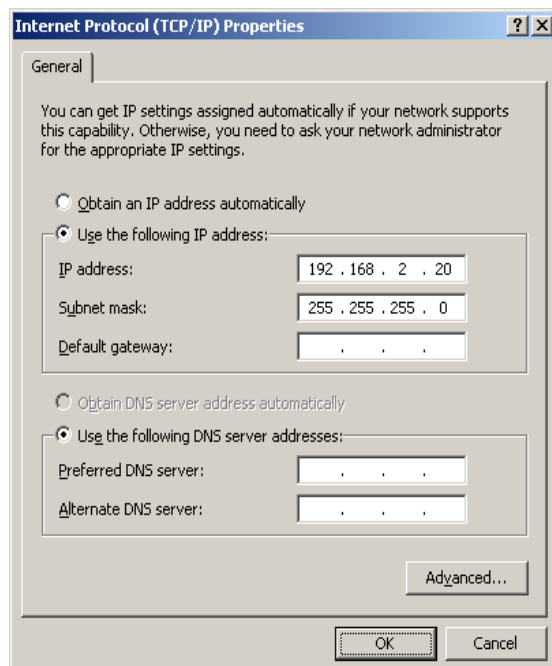 Internet Protocol (TCP/IP) Properties
General
You can get IP settings assigned automatically if your network supports
this capability. Otherwise, you need to ask your network administrator
for the appropriate IP settings.
Obtain an IP address automatically
Use the following IP address:
IP address: 192 . 168 . 2 . 20
Subnet mask: 255 . 255 . 255 . 0
Default gateway: . . .
Obtain DNS server address automatically
Use the following DNS server addresses:
Preferred DNS server: . . .
Alternate DNS server: . . .
Advanced...
OK Cancel